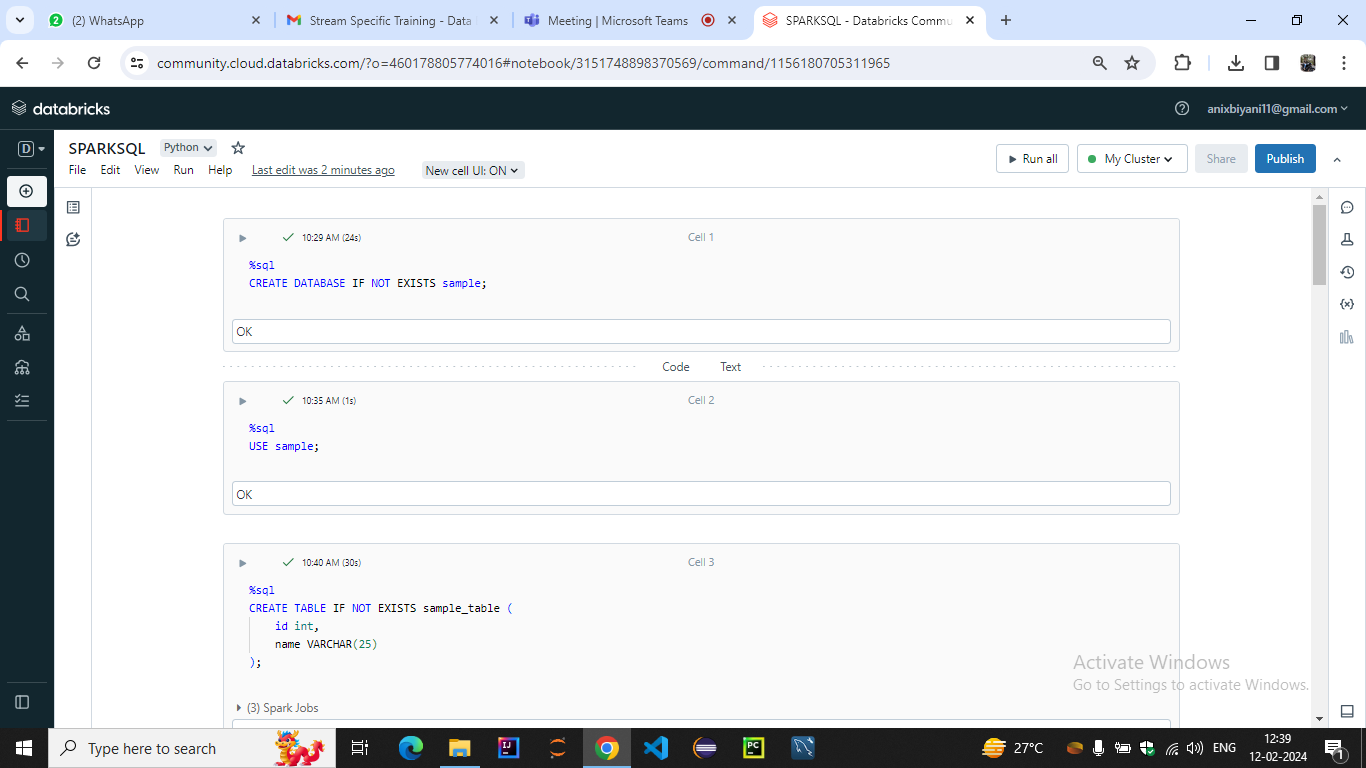 (2) WhatsApp
Stream Specific Training - Data
Meeting | Microsoft Teams
SPARKSQL - Databricks Commu
community.cloud.databricks.com/?o=460178805774016#notebook/3151748898370569/command/1156180705311965
databricks
anixbiyani11@gmail.com
D
SPARKSQL
Python
Run all
My Cluster
Share
Publish
File Edit View Run Help Last edit was 2 minutes ago New cell UI: ON
10:29 AM (24s)
Cell 1
%sql
CREATE DATABASE IF NOT EXISTS sample;
OK
Code Text
10:35 AM (1s)
Cell 2
%sql
USE sample;
OK
10:40 AM (30s)
Cell 3
%sql
CREATE TABLE IF NOT EXISTS sample_table (
id int,
name VARCHAR(25)
);
(3) Spark Jobs
Activate Windows
Go to Settings to activate Windows.
Type here to search
27°C
ENG
12:39
12-02-2024
1